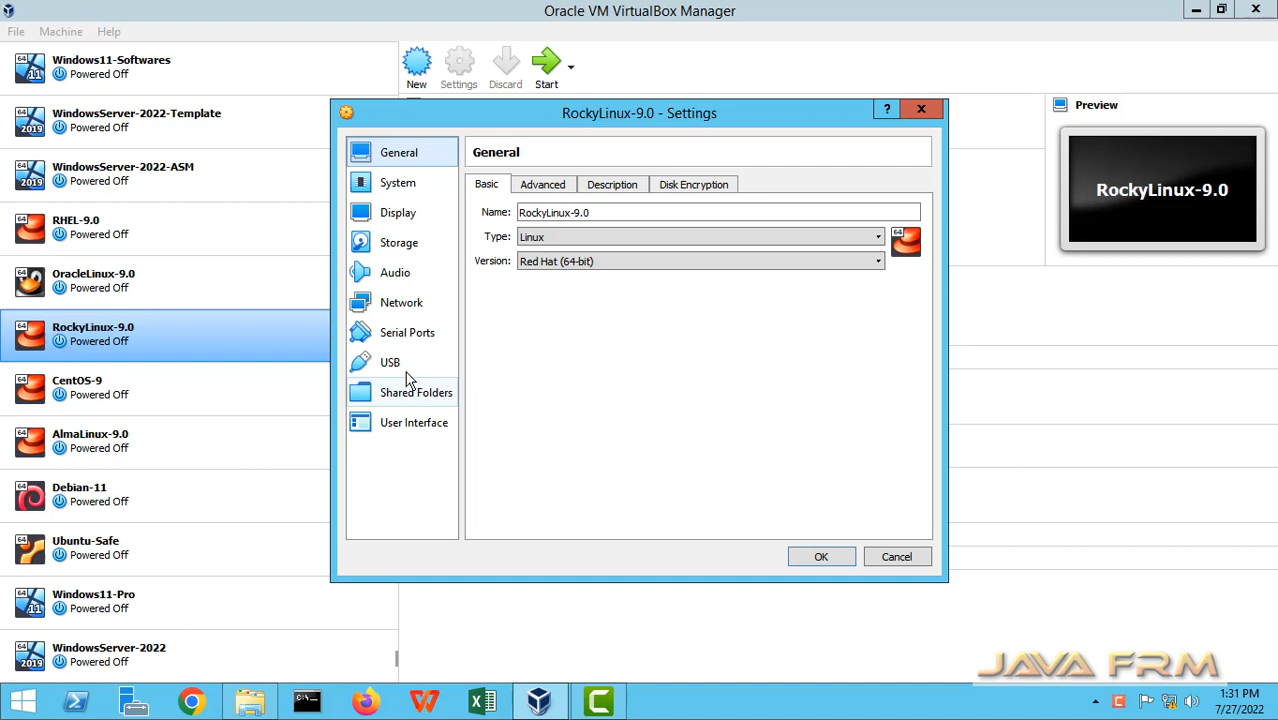 Oracle VM VirtualBox Manager
File Machine Help
Windows11-Softwares
Powered Off
WindowsServer-2022-Template
Powered Off
WindowsServer-2022-ASM
Powered Off
RHEL-9.0
Powered Off
OracleLinux-9.0
Powered Off
RockyLinux-9.0
Powered Off
CentOS-9
Powered Off
AlmaLinux-9.0
Powered Off
Debian-11
Powered Off
Ubuntu-Safe
Powered Off
Windows11-Pro
Powered Off
WindowsServer-2022
Powered Off
New Settings Discard Start
RockyLinux-9.0 - Settings
?
General
System
Display
Storage
Audio
Network
Serial Ports
USB
Shared Folders
User Interface
General
Basic Advanced Description Disk Encryption
Name: RockyLinux-9.0
Type: Linux
Version: Red Hat (64-bit)
64
OK Cancel
Preview
RockyLinux-9.0
JAVA FRM
1:31 PM
7/27/2022